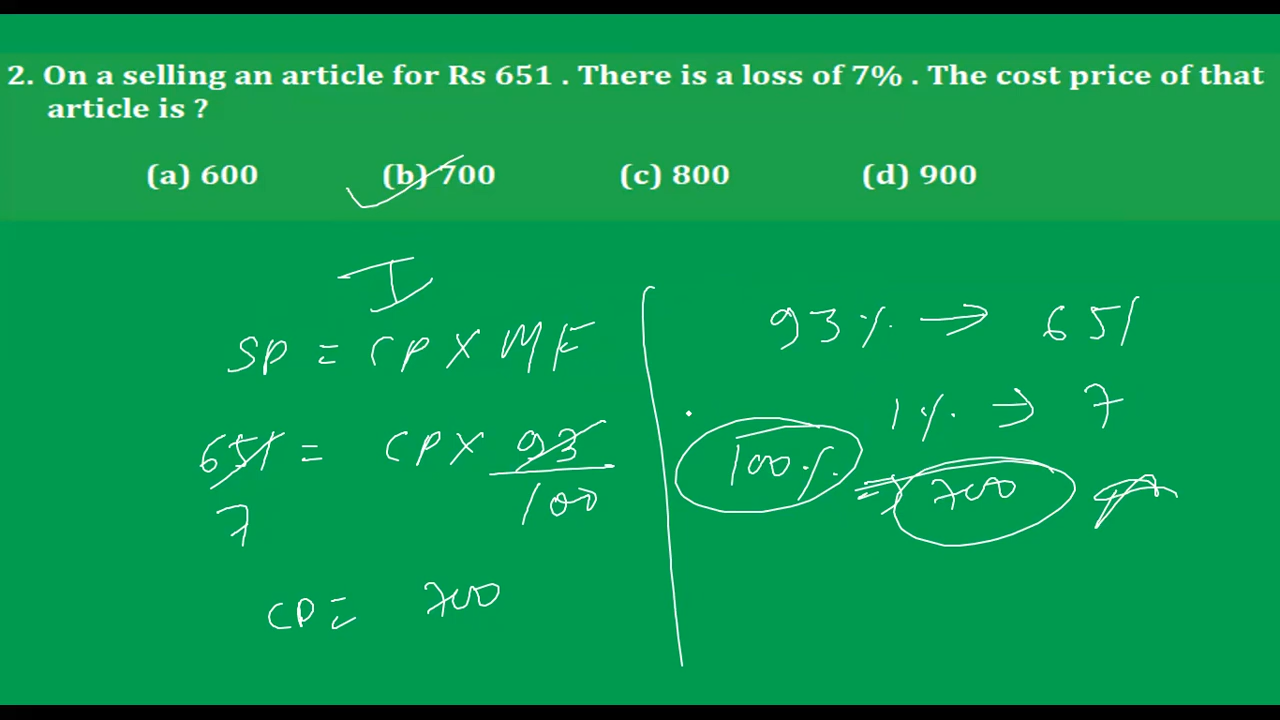 2. On a selling an article for Rs 651 . There is a loss of 7% . The cost price of that
article is ?
(a) 600 (b) 700 (c) 800 (d) 900
I
SP = CP X MF
651 = CP X 93/100
7
CP = 700
93% → 651
1% → 7
100% → 700